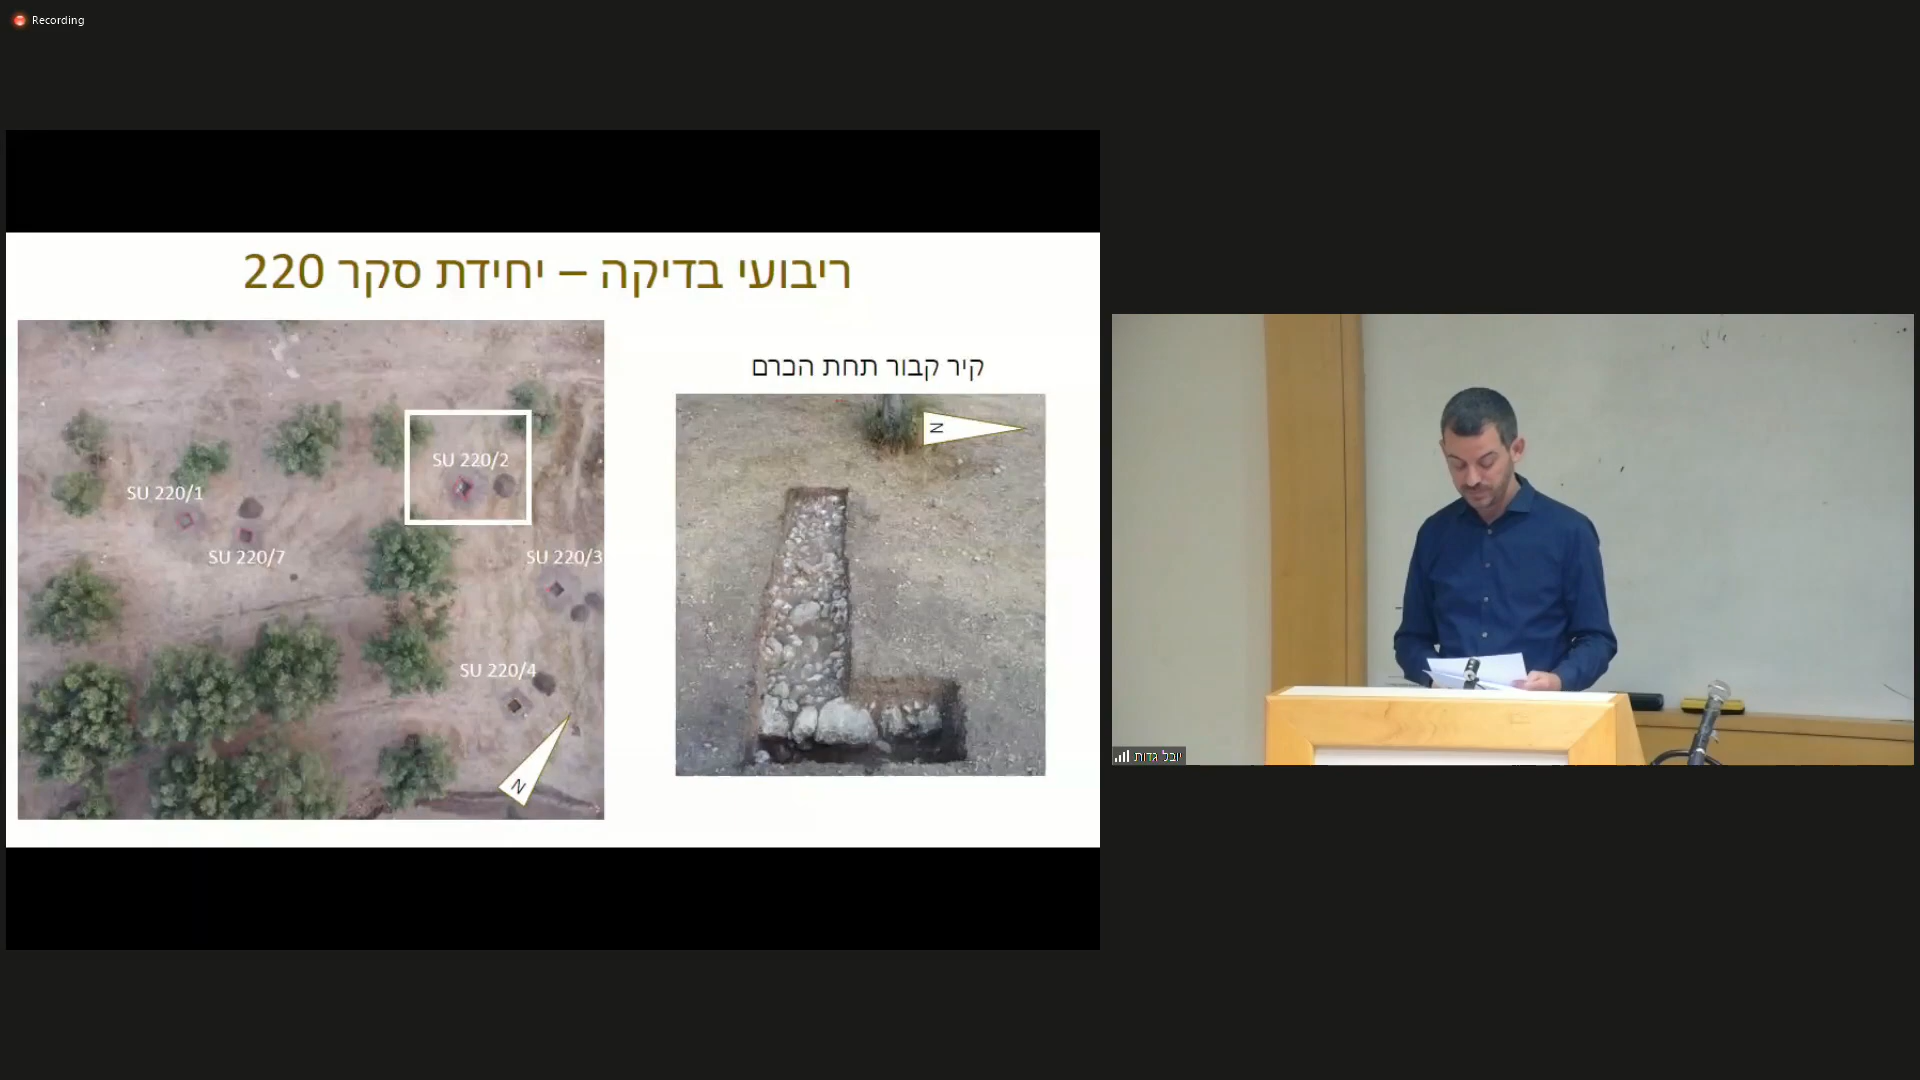 Recording
ריבועי בדיקה – יחידת סקר 220
קיר קבור תחת הכרם
N
SU 220/2
SU 220/1
SU 220/7
SU 220/3
SU 220/4
N
יובל גדות